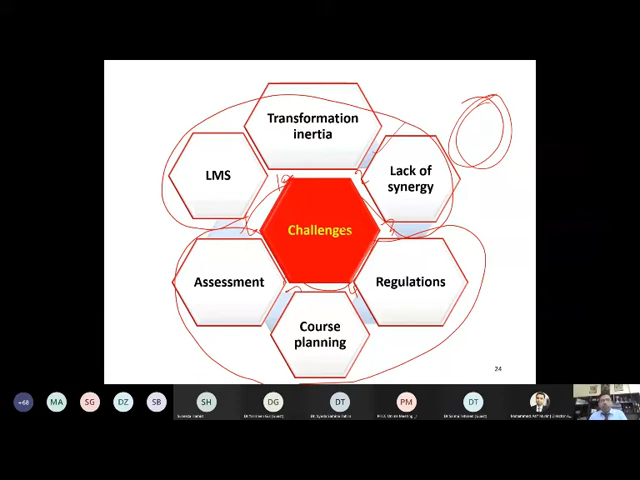 Transformation
inertia
LMS
Lack of
synergy
Challenges
Assessment
Regulations
Course
planning
24
+68
MA
SG
DZ
SB
SH
DG
DT
PM
DT